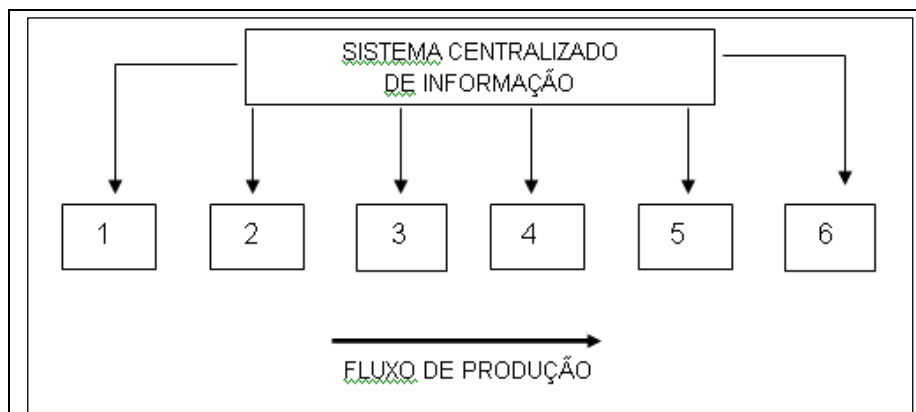 SISTEMA CENTRALIZADO
DE INFORMAÇÃO
1 2 3 4 5 6
FLUXO DE PRODUÇÃO